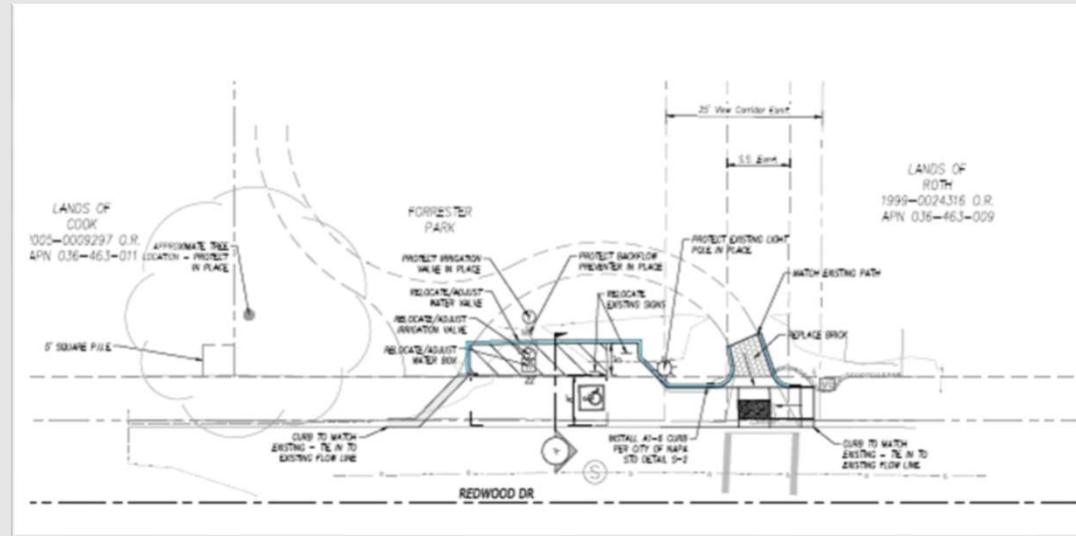 25' View Corridor Esmt.
S.S. Esmt.
LANDS OF
ROTH
1999-0024316 O.R.
APN 036-463-009
LANDS OF
COOK
1005-0009297 O.R.
APN 036-463-011
FORRESTER
PARK
APPROXIMATE TREE
LOCATION - PROTECT
IN PLACE
PROTECT IRRIGATION
VALVE IN PLACE
PROTECT BACKFLOW
PREVENTER IN PLACE
PROTECT EXISTING LIGHT
POLE IN PLACE
MATCH EXISTING PATH
RELOCATE/ADJUST
WATER VALVE
RELOCATE
EXISTING SIGNS
RELOCATE/ADJUST
IRRIGATION VALVE
REPLACE BRICK
5' SQUARE P.U.E.
RELOCATE/ADJUST
WATER BOX
22'
CURB TO MATCH
EXISTING - TIE IN TO
EXISTING FLOW LINE
INSTALL A1-6 CURB
PER CITY OF NAPA
STD DETAIL S-2
CURB TO MATCH
EXISTING - TIE IN TO
EXISTING FLOW LINE
A
S
REDWOOD DR